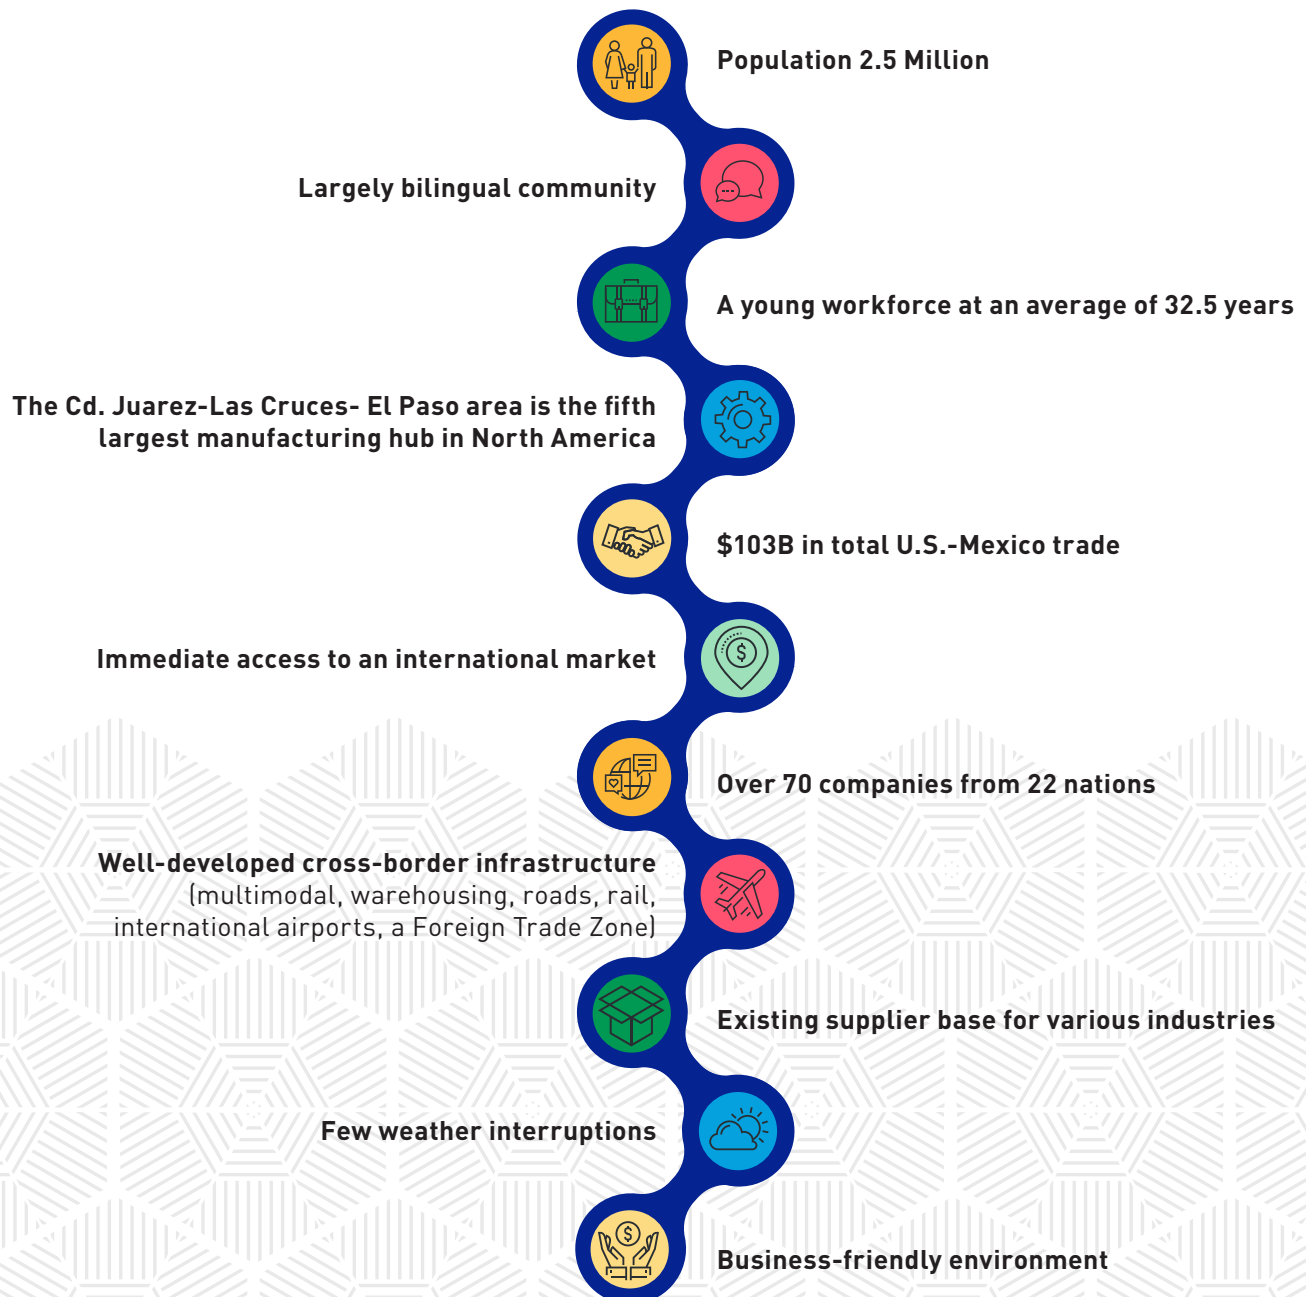 Population 2.5 Million
Largely bilingual community
A young workforce at an average of 32.5 years
The Cd. Juarez-Las Cruces- El Paso area is the fifth
largest manufacturing hub in North America
$103B in total U.S.-Mexico trade
Immediate access to an international market
Over 70 companies from 22 nations
Well-developed cross-border infrastructure
(multimodal, warehousing, roads, rail,
international airports, a Foreign Trade Zone)
Existing supplier base for various industries
Few weather interruptions
Business-friendly environment